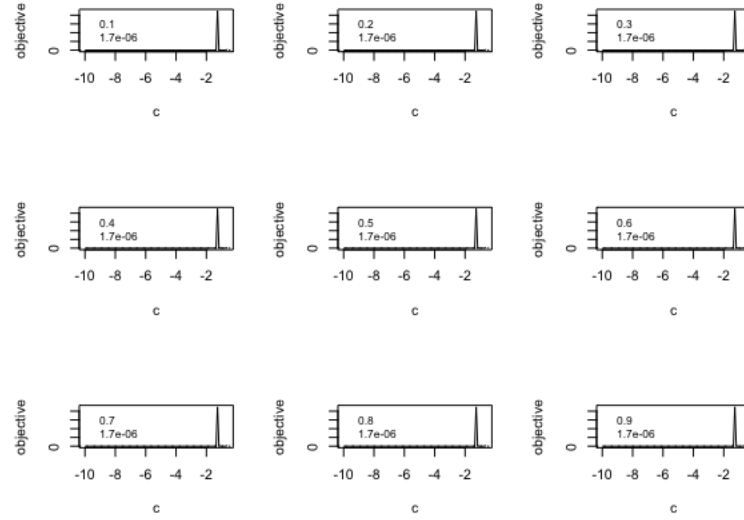 objective 0 0.1 1.7e-06 objective 0 0.2 1.7e-06 objective 0 0.3 1.7e-06
-10 -8 -6 -4 -2 -10 -8 -6 -4 -2 -10 -8 -6 -4 -2
c c c
objective 0 0.4 1.7e-06 objective 0 0.5 1.7e-06 objective 0 0.6 1.7e-06
-10 -8 -6 -4 -2 -10 -8 -6 -4 -2 -10 -8 -6 -4 -2
c c c
objective 0 0.7 1.7e-06 objective 0 0.8 1.7e-06 objective 0 0.9 1.7e-06
-10 -8 -6 -4 -2 -10 -8 -6 -4 -2 -10 -8 -6 -4 -2
c c c